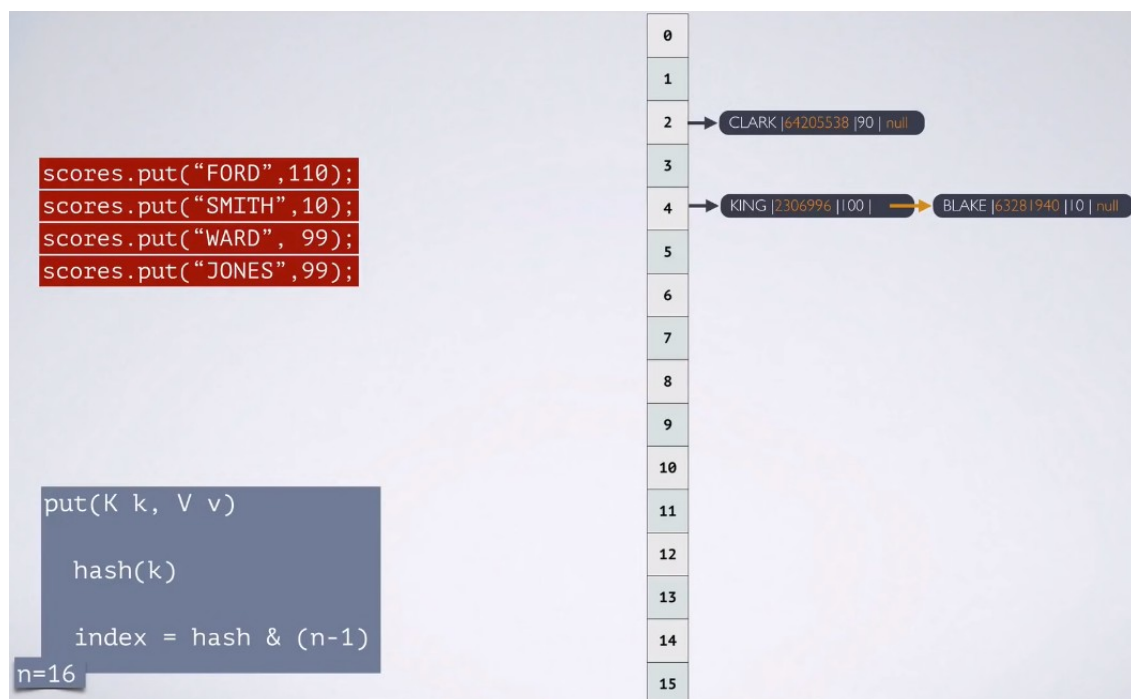 scores.put(“FORD”,110);
scores.put(“SMITH”,10);
scores.put(“WARD”, 99);
scores.put(“JONES”,99);
put(K k, V v)
hash(k)
index = hash & (n-1)
n=16
0
1
2
CLARK |64205538 |90 | null
3
4
KING |2306996 |100 |
BLAKE |63281940 |10 | null
5
6
7
8
9
10
11
12
13
14
15